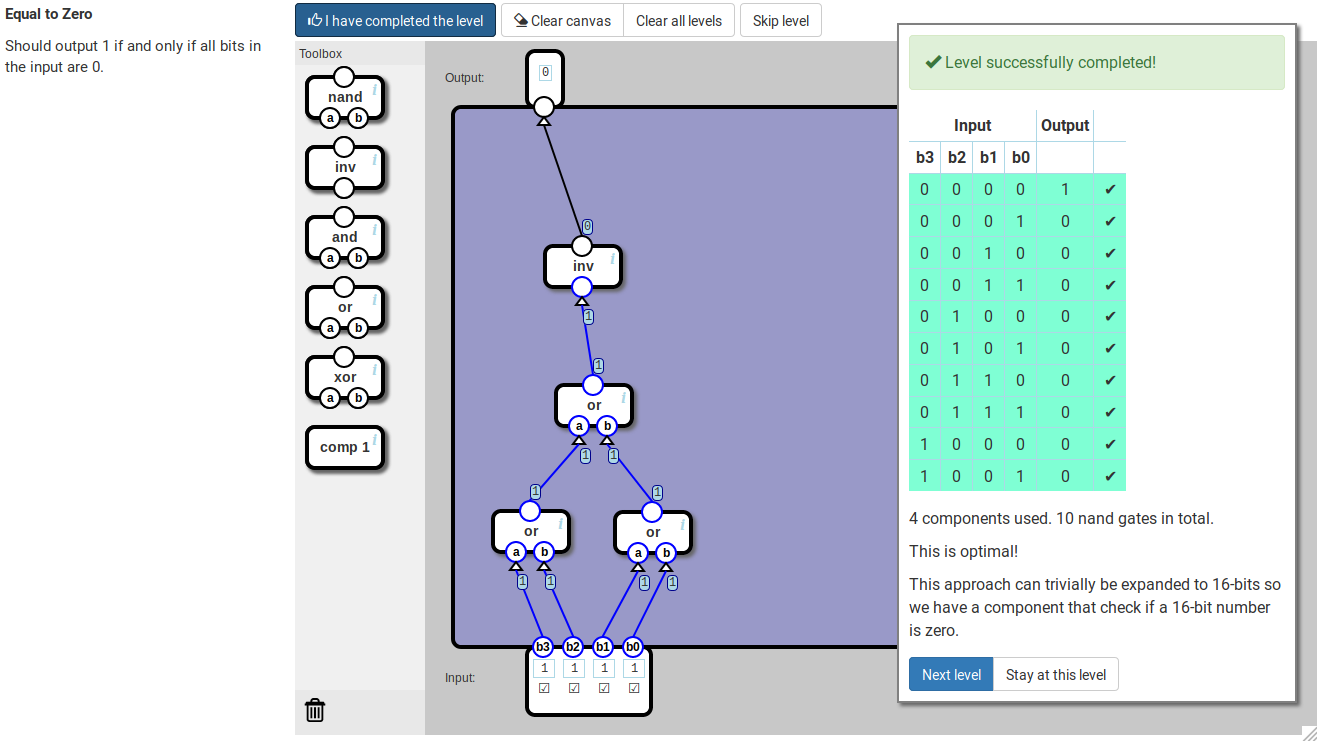 Equal to Zero
Should output 1 if and only if all bits in
the input are 0.
I have completed the level
Clear canvas
Clear all levels
Skip level
Toolbox
nand
i
a b
inv
i
and
i
a b
or
i
a b
xor
i
a b
comp 1
i
Output:
0
0
inv
i
1
1
or
i
a b
1 1
1 1
or
i
or
i
a b
a b
1 1 1 1
b3 b2 b1 b0
Input:
1 1 1 1
Level successfully completed!
Input Output
b3 b2 b1 b0
0 0 0 0 1 ✔
0 0 0 1 0 ✔
0 0 1 0 0 ✔
0 0 1 1 0 ✔
0 1 0 0 0 ✔
0 1 0 1 0 ✔
0 1 1 0 0 ✔
0 1 1 1 0 ✔
1 0 0 0 0 ✔
1 0 0 1 0 ✔
4 components used. 10 nand gates in total.
This is optimal!
This approach can trivially be expanded to 16-bits so
we have a component that check if a 16-bit number
is zero.
Next level
Stay at this level